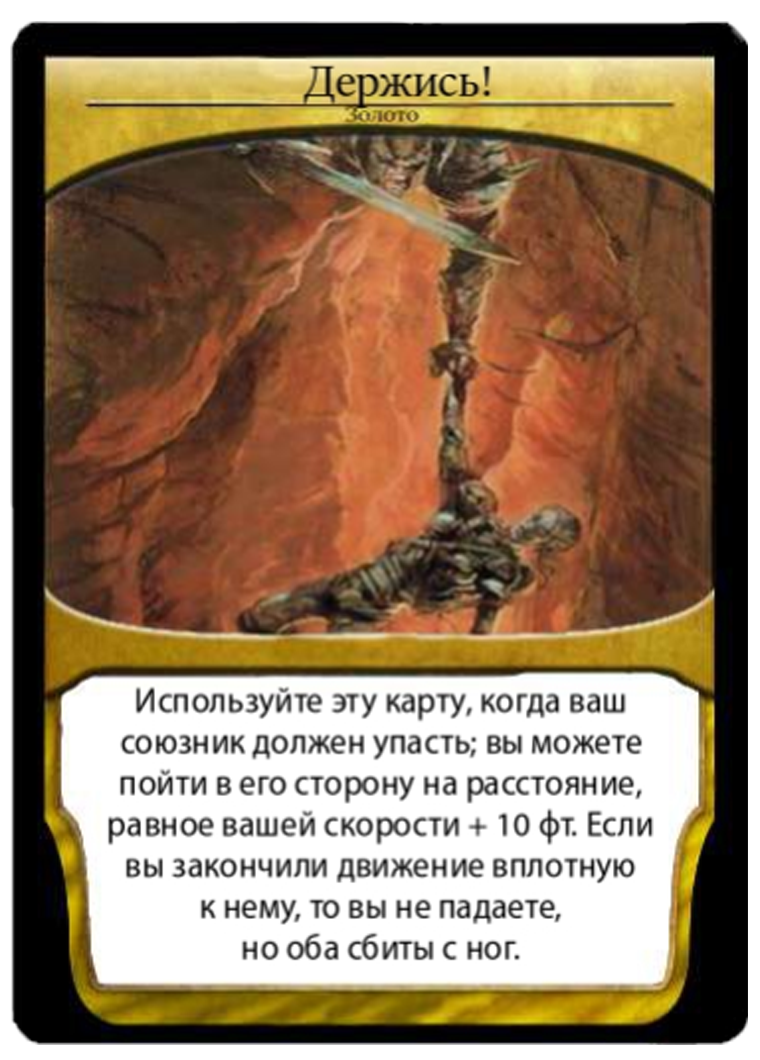 Держись!
Золото
Используйте эту карту, когда ваш
союзник должен упасть; вы можете
пойти в его сторону на расстояние,
равное вашей скорости + 10 фт. Если
вы закончили движение вплотную
к нему, то вы не падаете,
но оба сбиты с ног.